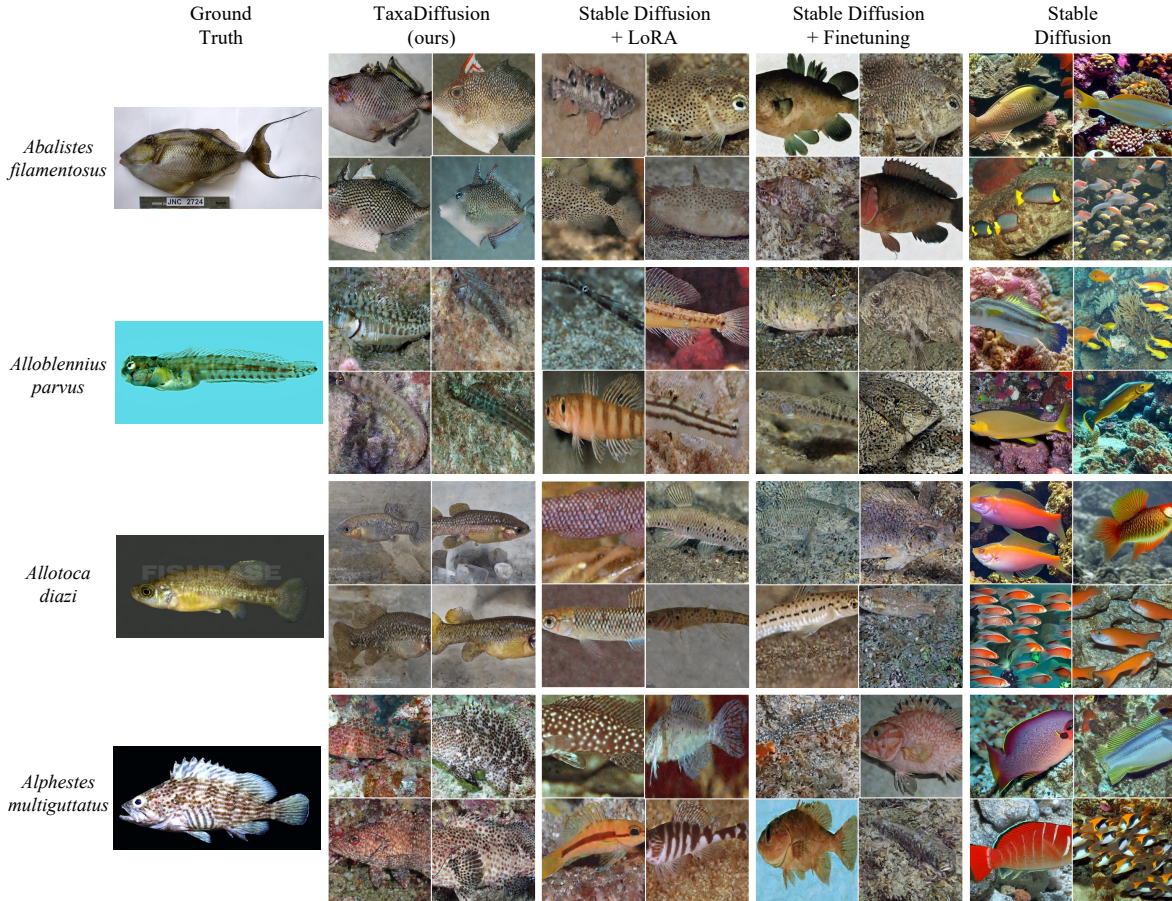 Ground
Truth
TaxaDiffusion
(ours)
Stable Diffusion
+ LoRA
Stable Diffusion
+ Finetuning
Stable
Diffusion
Abalistes
filamentosus
JNC 2724
Alloblennius
parvus
Allotoca
diazi
FISHBASE
Alphestes
multiguttatus